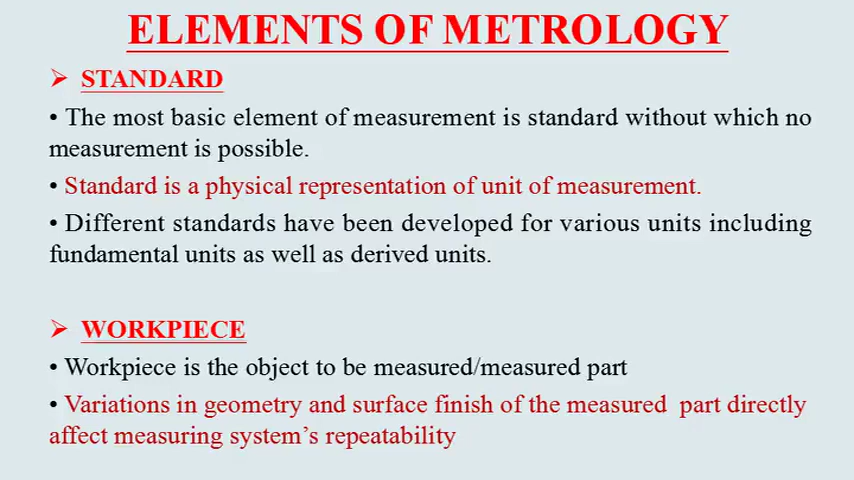 ELEMENTS OF METROLOGY
➢ STANDARD
• The most basic element of measurement is standard without which no
measurement is possible.
• Standard is a physical representation of unit of measurement.
• Different standards have been developed for various units including
fundamental units as well as derived units.
➢ WORKPIECE
• Workpiece is the object to be measured/measured part
• Variations in geometry and surface finish of the measured part directly
affect measuring system’s repeatability